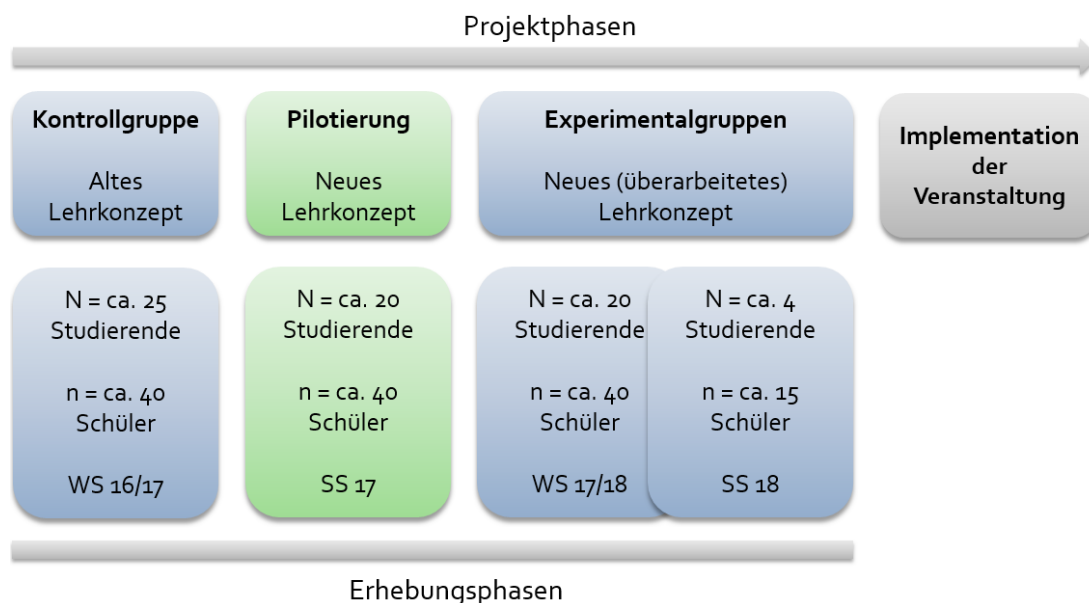 Projektphasen
Kontrollgruppe
Altes
Lehrkonzept
Pilotierung
Neues
Lehrkonzept
Experimentalgruppen
Neues (überarbeitetes)
Lehrkonzept
Implementation
der
Veranstaltung
N = ca. 25
Studierende
n = ca. 40
Schüler
WS 16/17
N = ca. 20
Studierende
n = ca. 40
Schüler
SS 17
N = ca. 20
Studierende
n = ca. 40
Schüler
WS 17/18
N = ca. 4
Studierende
n = ca. 15
Schüler
SS 18
Erhebungsphasen